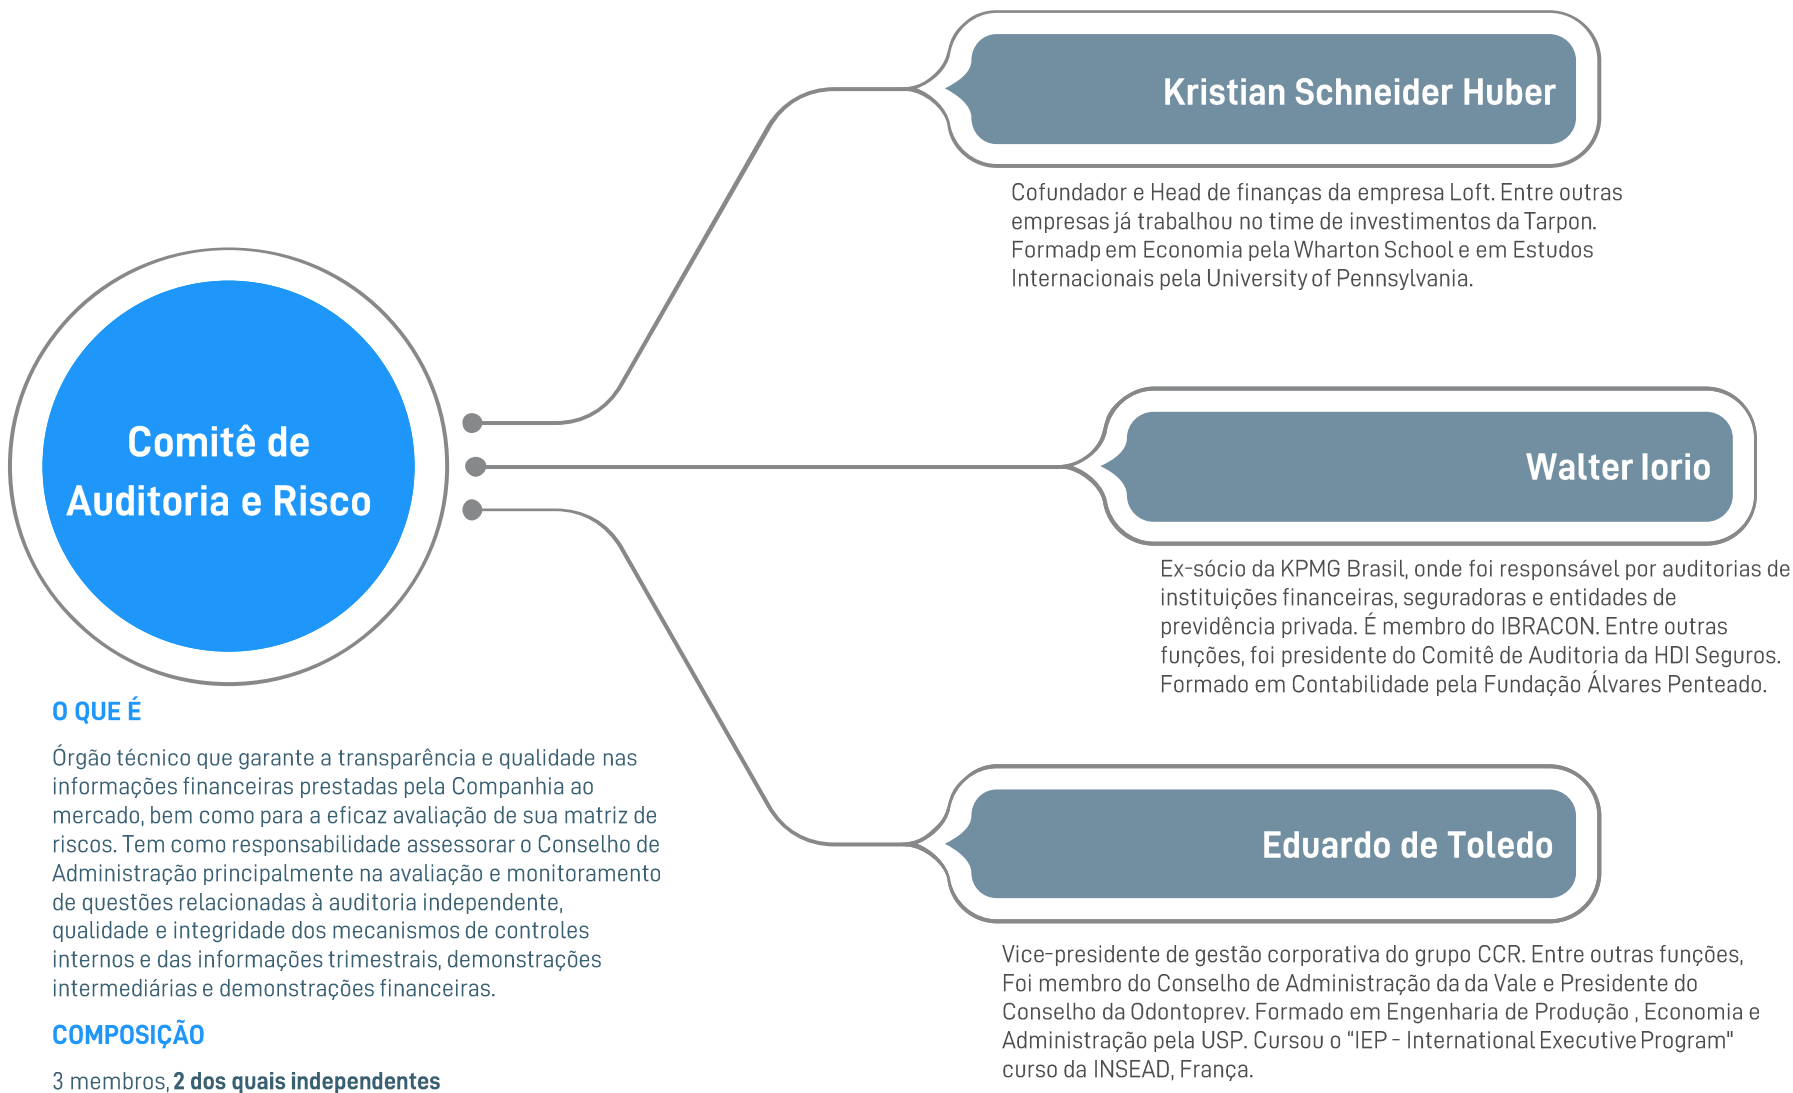 Kristian Schneider Huber
Cofundador e Head de finanças da empresa Loft. Entre outras
empresas já trabalhou no time de investimentos da Tarpon.
Formadp em Economia pela Wharton School e em Estudos
Internacionais pela University of Pennsylvania.
Comitê de
Auditoria e Risco
Walter Iorio
Ex-sócio da KPMG Brasil, onde foi responsável por auditorias de
instituições financeiras, seguradoras e entidades de
previdência privada. É membro do IBRACON. Entre outras
funções, foi presidente do Comitê de Auditoria da HDI Seguros.
Formado em Contabilidade pela Fundação Álvares Penteado.
O QUE É
Órgão técnico que garante a transparência e qualidade nas
informações financeiras prestadas pela Companhia ao
mercado, bem como para a eficaz avaliação de sua matriz de
riscos. Tem como responsabilidade assessorar o Conselho de
Administração principalmente na avaliação e monitoramento
de questões relacionadas à auditoria independente,
qualidade e integridade dos mecanismos de controles
internos e das informações trimestrais, demonstrações
intermediárias e demonstrações financeiras.
COMPOSIÇÃO
3 membros, 2 dos quais independentes
Eduardo de Toledo
Vice-presidente de gestão corporativa do grupo CCR. Entre outras funções,
Foi membro do Conselho de Administração da da Vale e Presidente do
Conselho da Odontoprev. Formado em Engenharia de Produção , Economia e
Administração pela USP. Cursou o “IEP - International Executive Program"
curso da INSEAD, França.